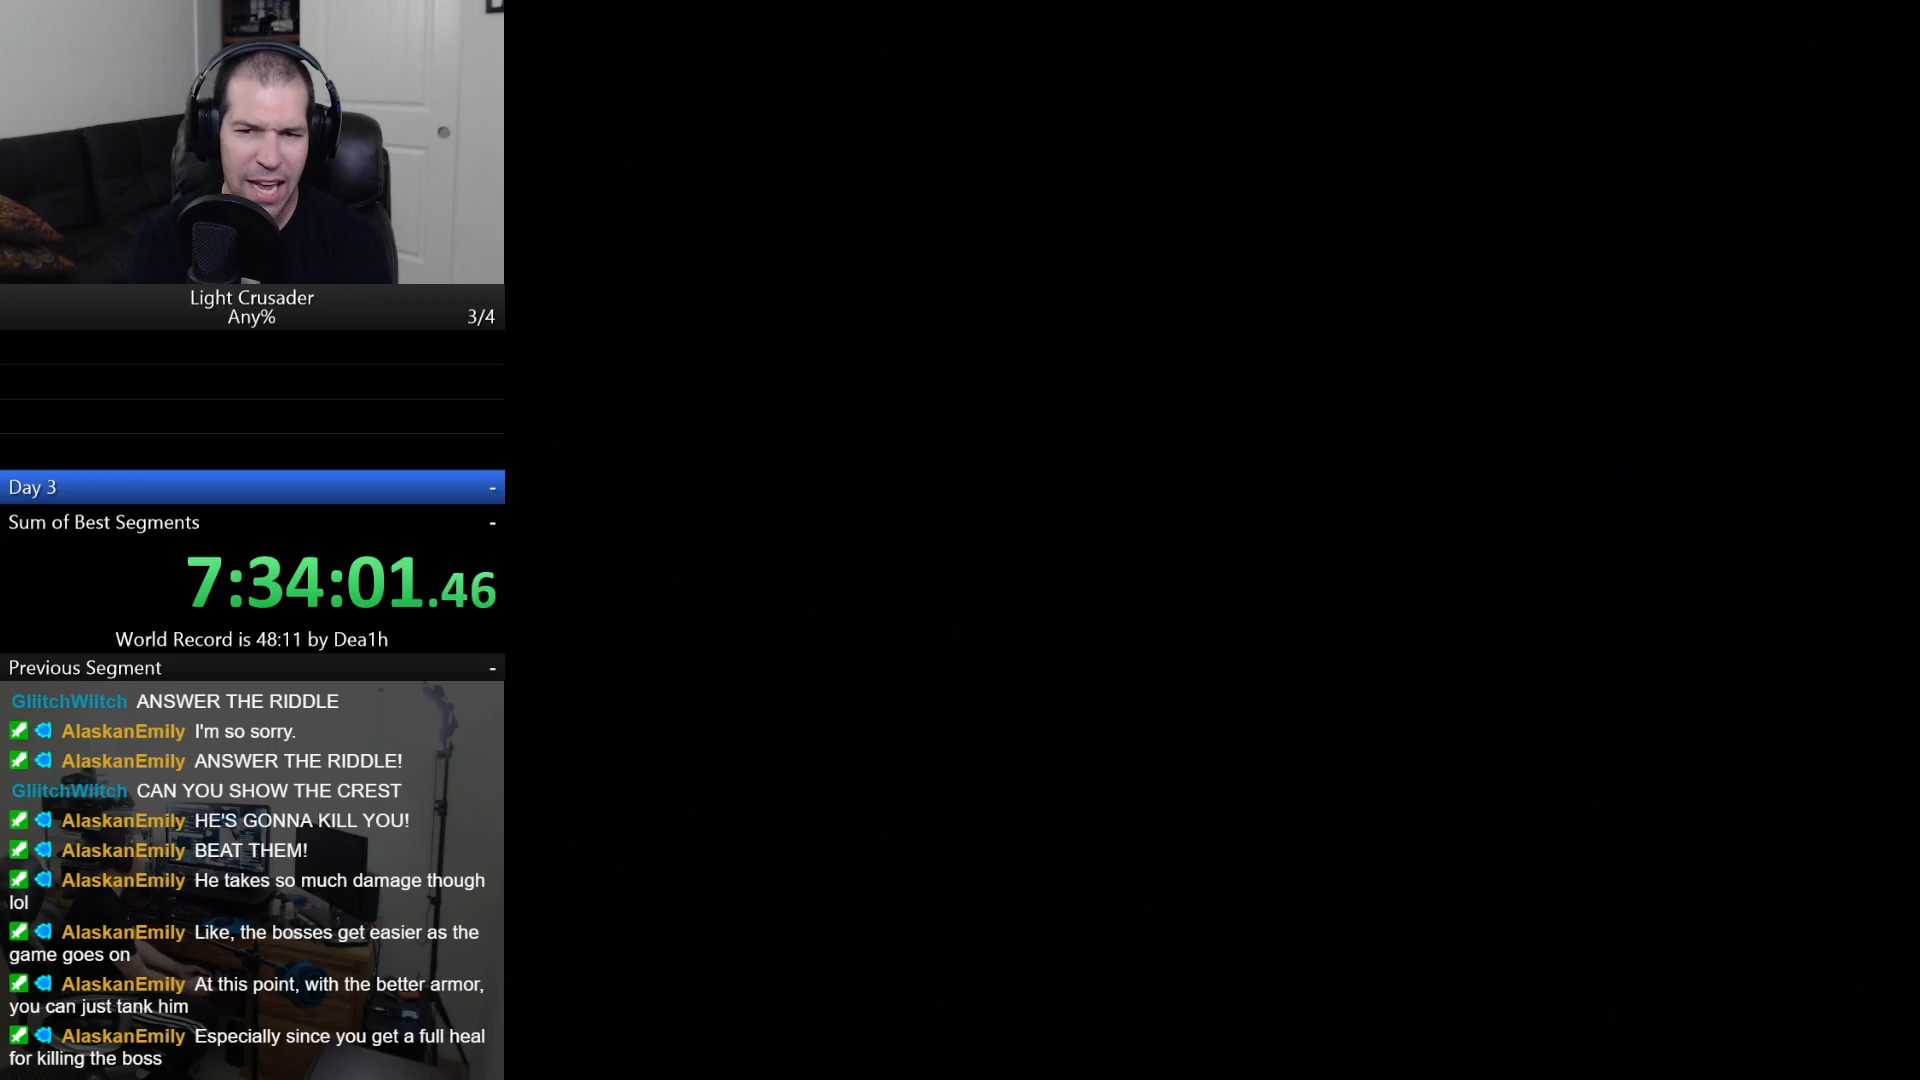 Light Crusader
Any%
3/4
Day 3 -
Sum of Best Segments -
7:34:01.46
World Record is 48:11 by Dea1h
Previous Segment -
GliitchWiitch ANSWER THE RIDDLE
AlaskanEmily I'm so sorry.
AlaskanEmily ANSWER THE RIDDLE!
GliitchWiitch CAN YOU SHOW THE CREST
AlaskanEmily HE'S GONNA KILL YOU!
AlaskanEmily BEAT THEM!
AlaskanEmily He takes so much damage though
lol
AlaskanEmily Like, the bosses get easier as the
game goes on
AlaskanEmily At this point, with the better armor,
you can just tank him
AlaskanEmily Especially since you get a full heal
for killing the boss